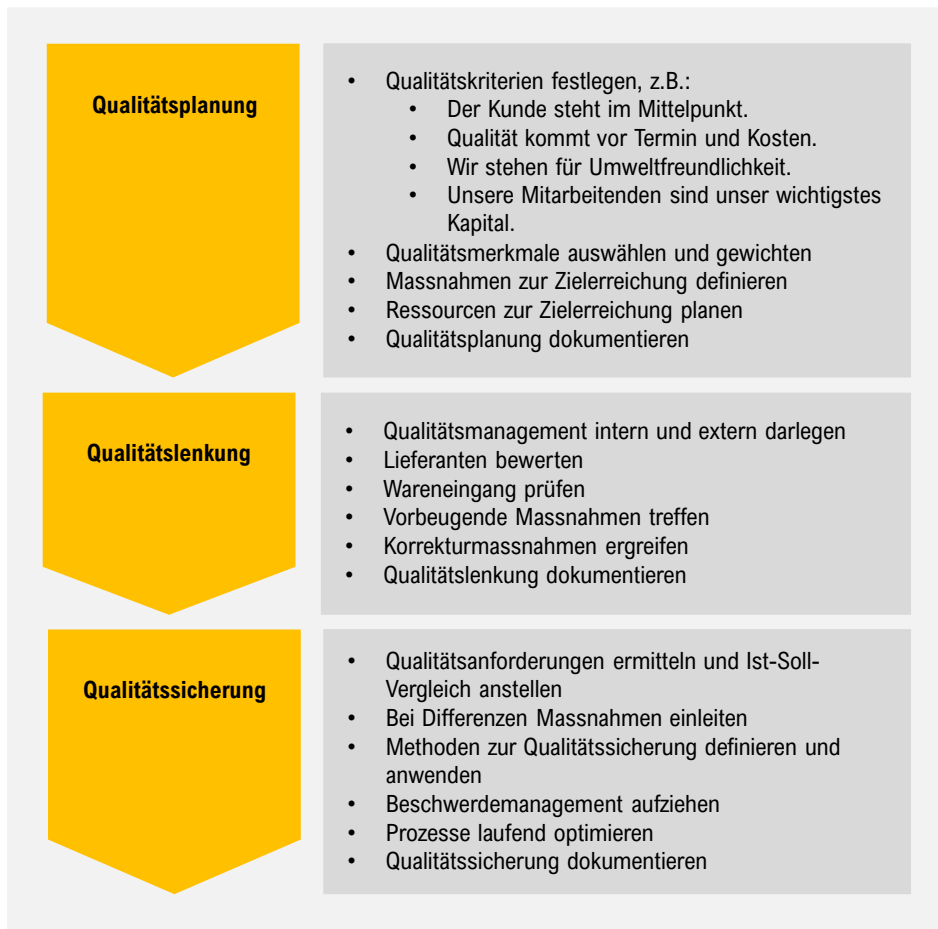 Qualitätsplanung
• Qualitätskriterien festlegen, z.B.:
• Der Kunde steht im Mittelpunkt.
• Qualität kommt vor Termin und Kosten.
• Wir stehen für Umweltfreundlichkeit.
• Unsere Mitarbeitenden sind unser wichtigstes
Kapital.
• Qualitätsmerkmale auswählen und gewichten
• Massnahmen zur Zielerreichung definieren
• Ressourcen zur Zielerreichung planen
• Qualitätsplanung dokumentieren
Qualitätslenkung
• Qualitätsmanagement intern und extern darlegen
• Lieferanten bewerten
• Wareneingang prüfen
• Vorbeugende Massnahmen treffen
• Korrekturmassnahmen ergreifen
• Qualitätslenkung dokumentieren
Qualitätssicherung
• Qualitätsanforderungen ermitteln und Ist-Soll-
Vergleich anstellen
• Bei Differenzen Massnahmen einleiten
• Methoden zur Qualitätssicherung definieren und
anwenden
• Beschwerdemanagement aufziehen
• Prozesse laufend optimieren
• Qualitätssicherung dokumentieren